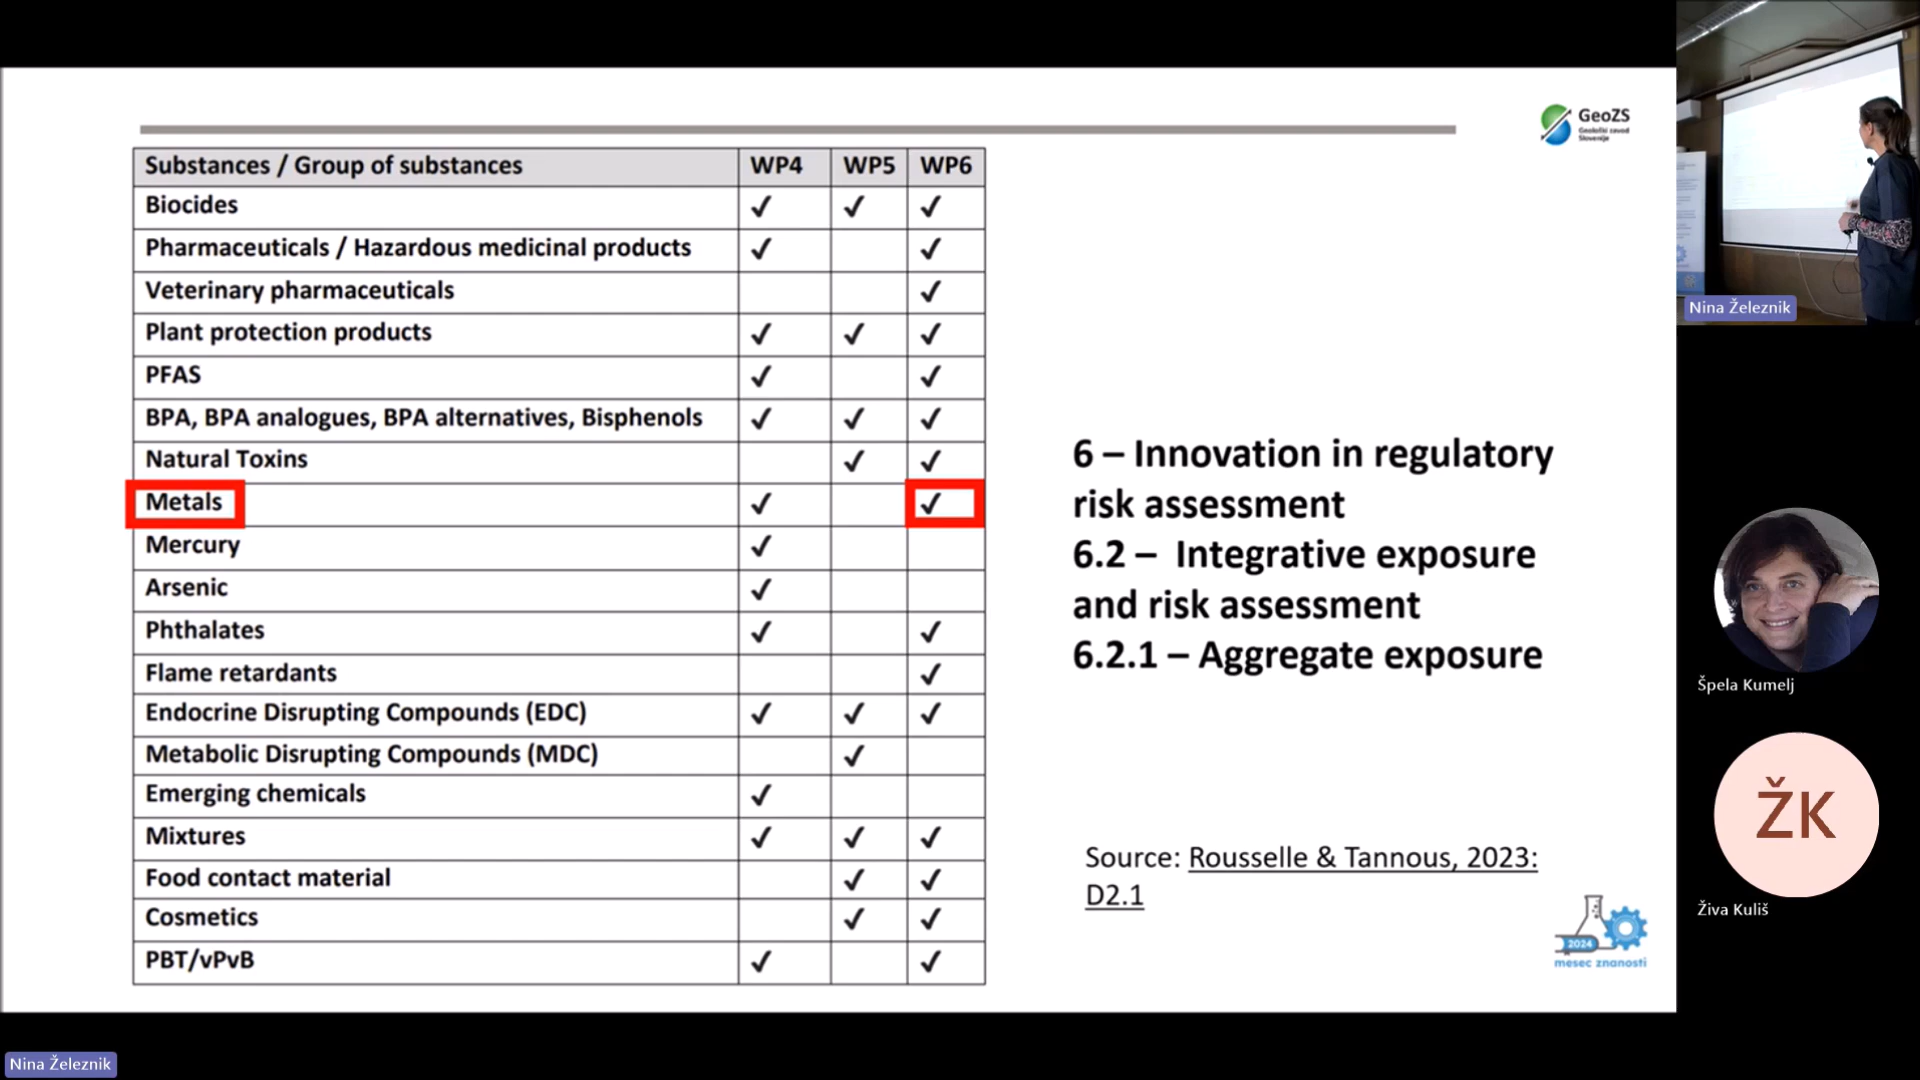 GeoZS
Geološki zavod
Slovenije
Substances / Group of substances WP4 WP5 WP6
Biocides ✓ ✓ ✓
Pharmaceuticals / Hazardous medicinal products ✓ ✓
Veterinary pharmaceuticals ✓
Plant protection products ✓ ✓ ✓
PFAS ✓ ✓
BPA, BPA analogues, BPA alternatives, Bisphenols ✓ ✓ ✓
Natural Toxins ✓ ✓
Metals ✓ ✓
Mercury ✓
Arsenic ✓
Phthalates ✓ ✓
Flame retardants ✓
Endocrine Disrupting Compounds (EDC) ✓ ✓ ✓
Metabolic Disrupting Compounds (MDC) ✓
Emerging chemicals ✓
Mixtures ✓ ✓ ✓
Food contact material ✓ ✓
Cosmetics ✓ ✓
PBT/vPvB ✓ ✓
6 – Innovation in regulatory
risk assessment
6.2 – Integrative exposure
and risk assessment
6.2.1 – Aggregate exposure
Source: Rousselle & Tannous, 2023:
D2.1
2024
mesec znanosti
Nina Železnik
Špela Kumelj
ŽK
Živa Kuliš
Nina Železnik